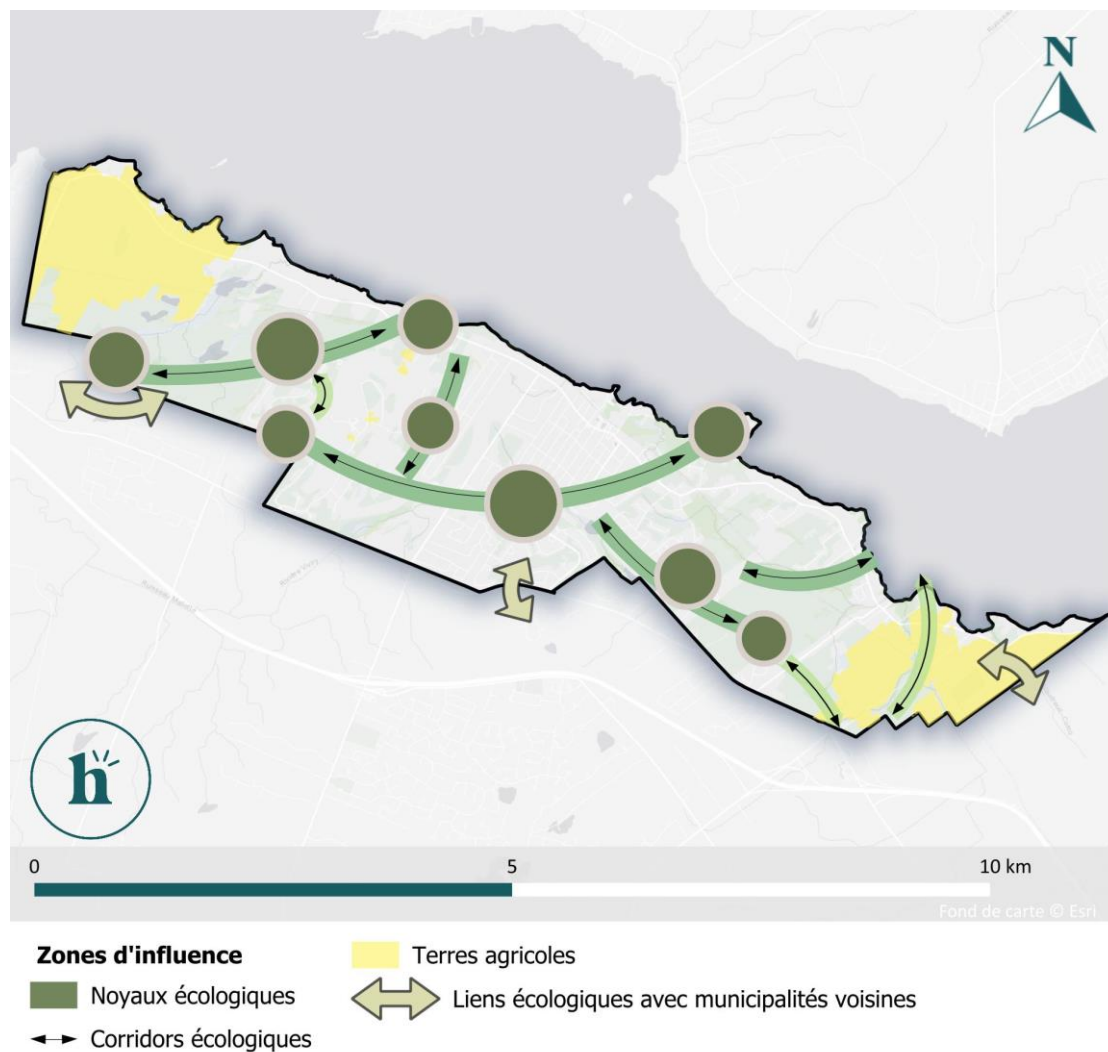 N
h
0
5
10 km
Fond de carte © Esri
Zones d'influence
Noyaux écologiques
Corridors écologiques
Terres agricoles
Liens écologiques avec municipalités voisines